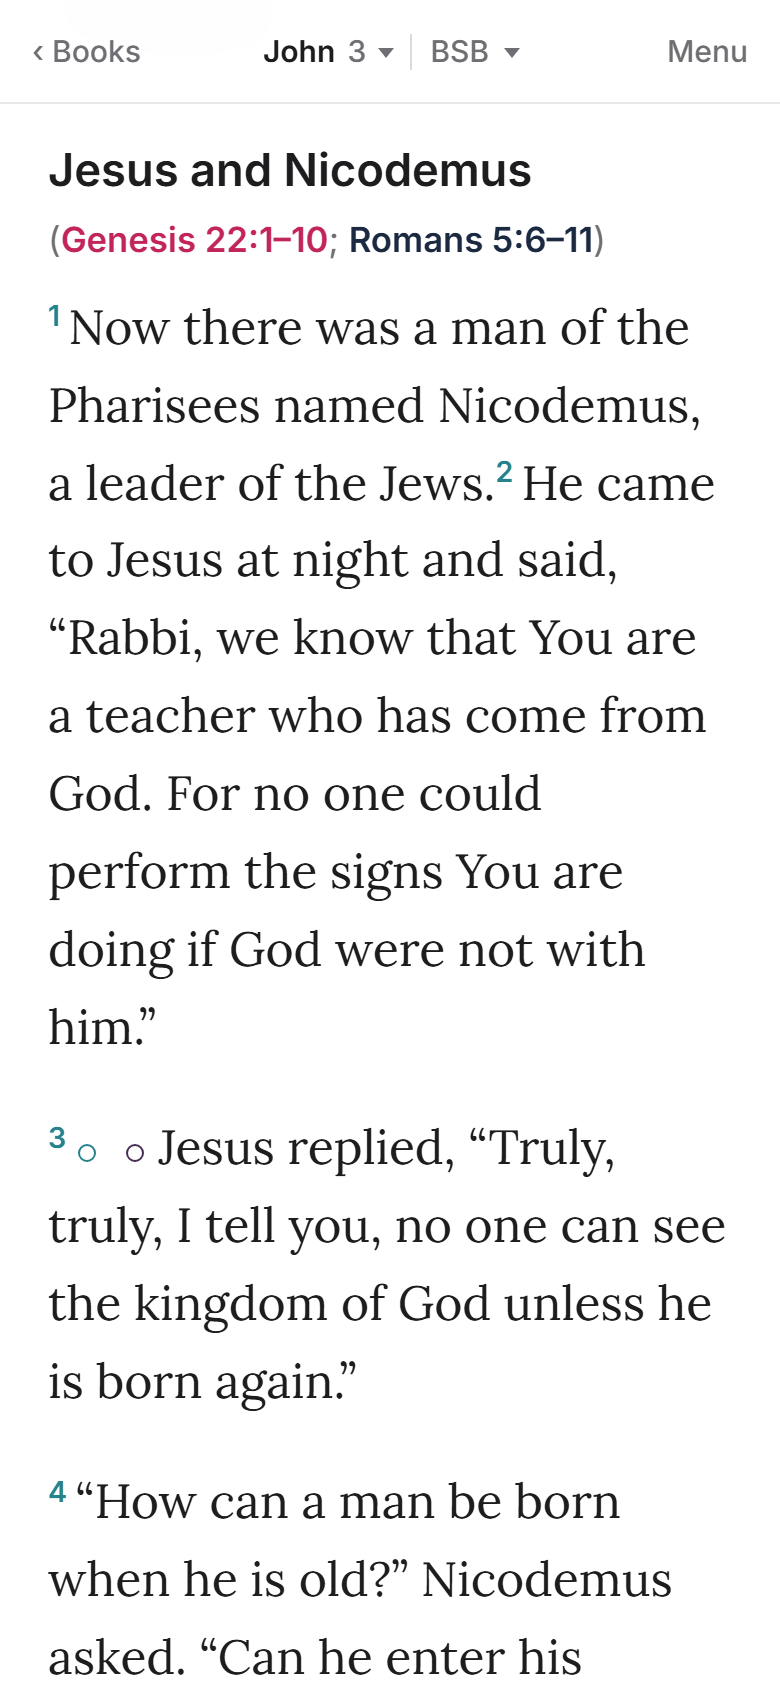 ‹ Books John 3 BSB Menu
Jesus and Nicodemus
(Genesis 22:1–10; Romans 5:6–11)
1 Now there was a man of the
Pharisees named Nicodemus,
a leader of the Jews. 2 He came
to Jesus at night and said,
“Rabbi, we know that You are
a teacher who has come from
God. For no one could
perform the signs You are
doing if God were not with
him.”
3 Jesus replied, “Truly,
truly, I tell you, no one can see
the kingdom of God unless he
is born again.”
4 “How can a man be born
when he is old?” Nicodemus
asked. “Can he enter his